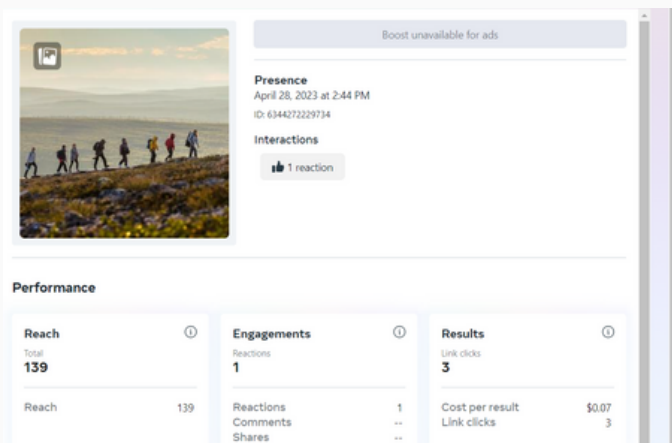 Boost unavailable for ads
Presence
April 28, 2023 at 2:44 PM
ID: 6344272229734
Interactions
1 reaction
Performance
Reach
Total
139
Reach 139
Engagements
Reactions
1
Reactions 1
Comments --
Shares --
Results
Link clicks
3
Cost per result $0.07
Link clicks 3